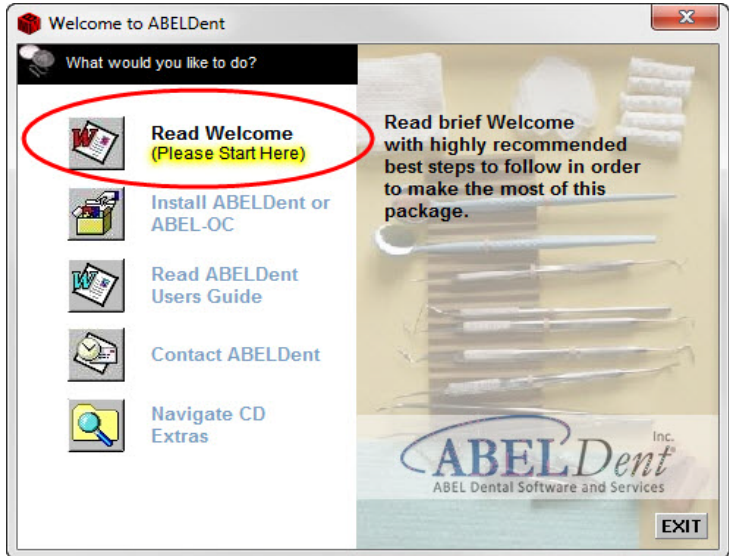 Welcome to ABELDent
What would you like to do?
Read Welcome
(Please Start Here)
Install ABELDent or
ABEL-OC
Read ABELDent
Users Guide
Contact ABELDent
Navigate CD
Extras
Read brief Welcome
with highly recommended
best steps to follow in order
to make the most of this
package.
ABELDent Inc.
ABEL Dental Software and Services
EXIT